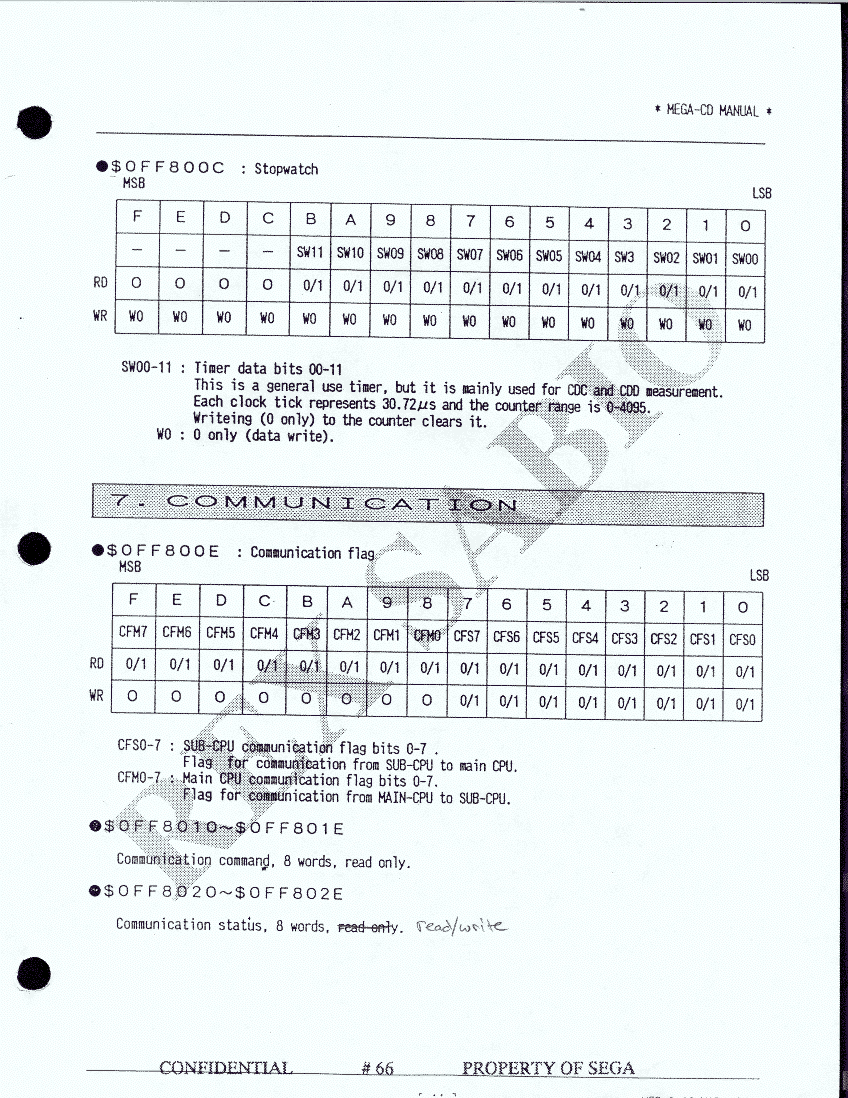 * MEGA-CD MANUAL *
●$0FF800C : Stopwatch
MSB LSB
F E D C B A 9 8 7 6 5 4 3 2 1 0
— — — — SW11 SW10 SW09 SW08 SW07 SW06 SW05 SW04 SW3 SW02 SW01 SW00
RD 0 0 0 0 0/1 0/1 0/1 0/1 0/1 0/1 0/1 0/1 0/1 0/1 0/1 0/1
WR W0 W0 W0 W0 W0 W0 W0 W0 W0 W0 W0 W0 W0 W0 W0 W0
SW00-11 : Timer data bits 00-11
This is a general use timer, but it is mainly used for CDC and CDD measurement.
Each clock tick represents 30.72μs and the counter range is 0-4095.
Writeing (0 only) to the counter clears it.
W0 : 0 only (data write).
7. COMMUNICATION
●$0FF800E : Communication flag
MSB LSB
F E D C B A 9 8 7 6 5 4 3 2 1 0
CFM7 CFM6 CFM5 CFM4 CFM3 CFM2 CFM1 CFM0 CFS7 CFS6 CFS5 CFS4 CFS3 CFS2 CFS1 CFS0
RD 0/1 0/1 0/1 0/1 0/1 0/1 0/1 0/1 0/1 0/1 0/1 0/1 0/1 0/1 0/1 0/1
WR 0 0 0 0 0 0 0 0 0/1 0/1 0/1 0/1 0/1 0/1 0/1 0/1
CFS0-7 : SUB-CPU communication flag bits 0-7 .
Flag for communication from SUB-CPU to main CPU.
CFM0-7 : Main CPU communication flag bits 0-7.
Flag for communication from MAIN-CPU to SUB-CPU.
●$0FF8010~$0FF801E
Communication command, 8 words, read only.
●$0FF8020~$0FF802E
Communication status, 8 words, read only. read/write
REX SABIO
CONFIDENTIAL # 66 PROPERTY OF SEGA